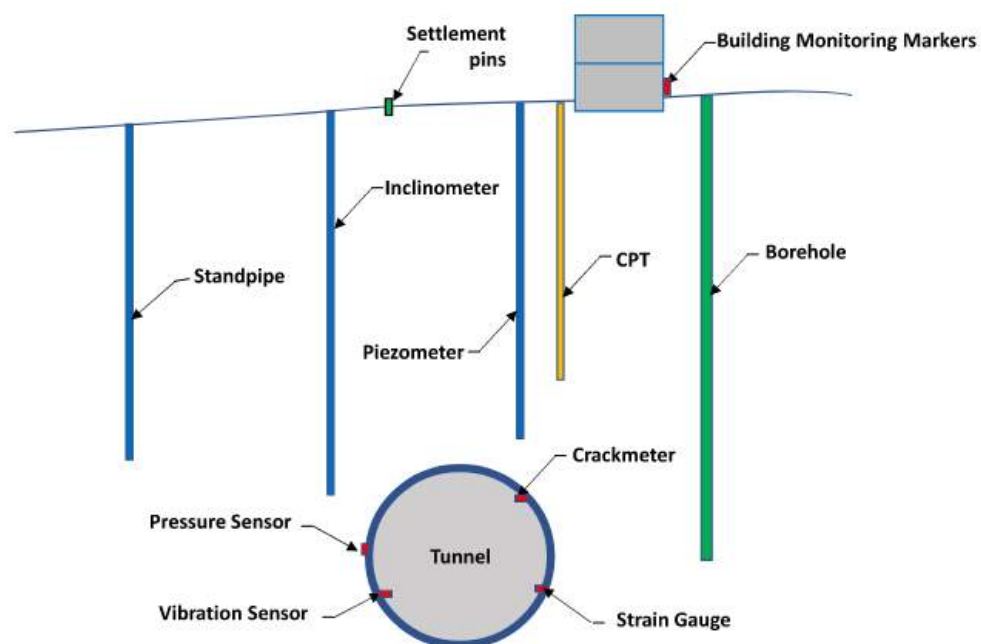 Settlement
pins
Building Monitoring Markers
Inclinometer
Borehole
CPT
Standpipe
Piezometer
Crackmeter
Pressure Sensor
Tunnel
Vibration Sensor
Strain Gauge